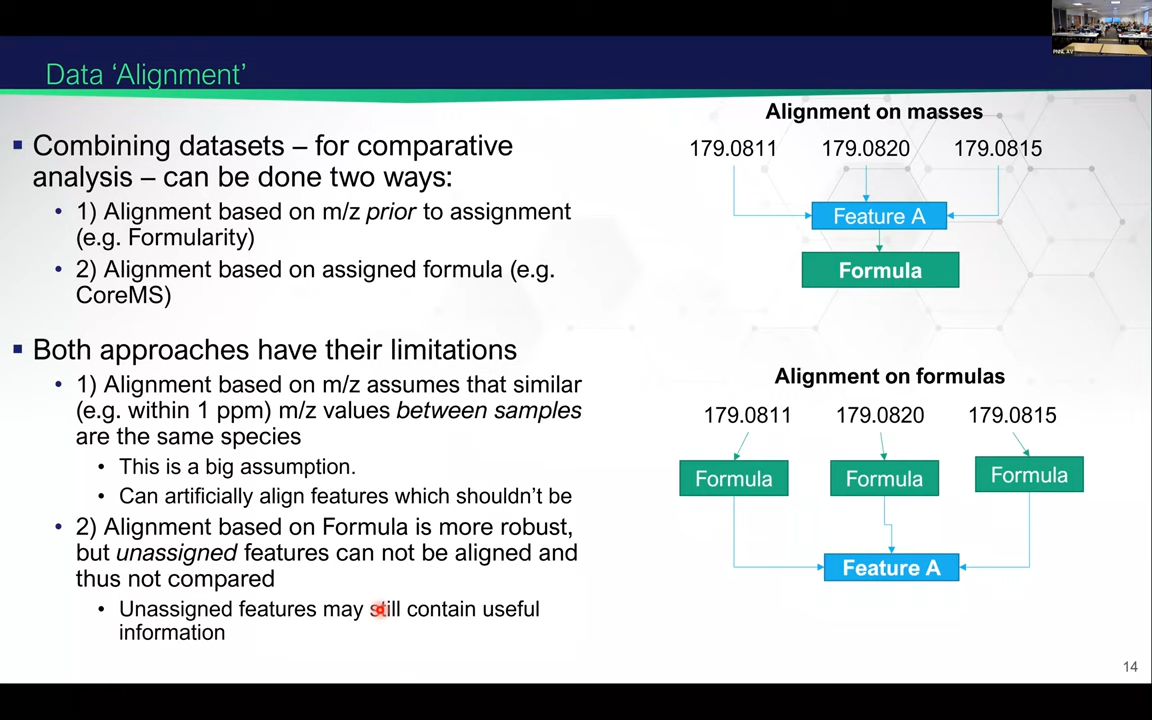 Data ‘Alignment’
▪ Combining datasets – for comparative
analysis – can be done two ways:
• 1) Alignment based on m/z prior to assignment
(e.g. Formularity)
• 2) Alignment based on assigned formula (e.g.
CoreMS)
▪ Both approaches have their limitations
• 1) Alignment based on m/z assumes that similar
(e.g. within 1 ppm) m/z values between samples
are the same species
• This is a big assumption.
• Can artificially align features which shouldn’t be
• 2) Alignment based on Formula is more robust,
but unassigned features can not be aligned and
thus not compared
• Unassigned features may still contain useful
information
Alignment on masses
179.0811 179.0820 179.0815
Feature A
Formula
Alignment on formulas
179.0811 179.0820 179.0815
Formula Formula Formula
Feature A
14
PNNL AV